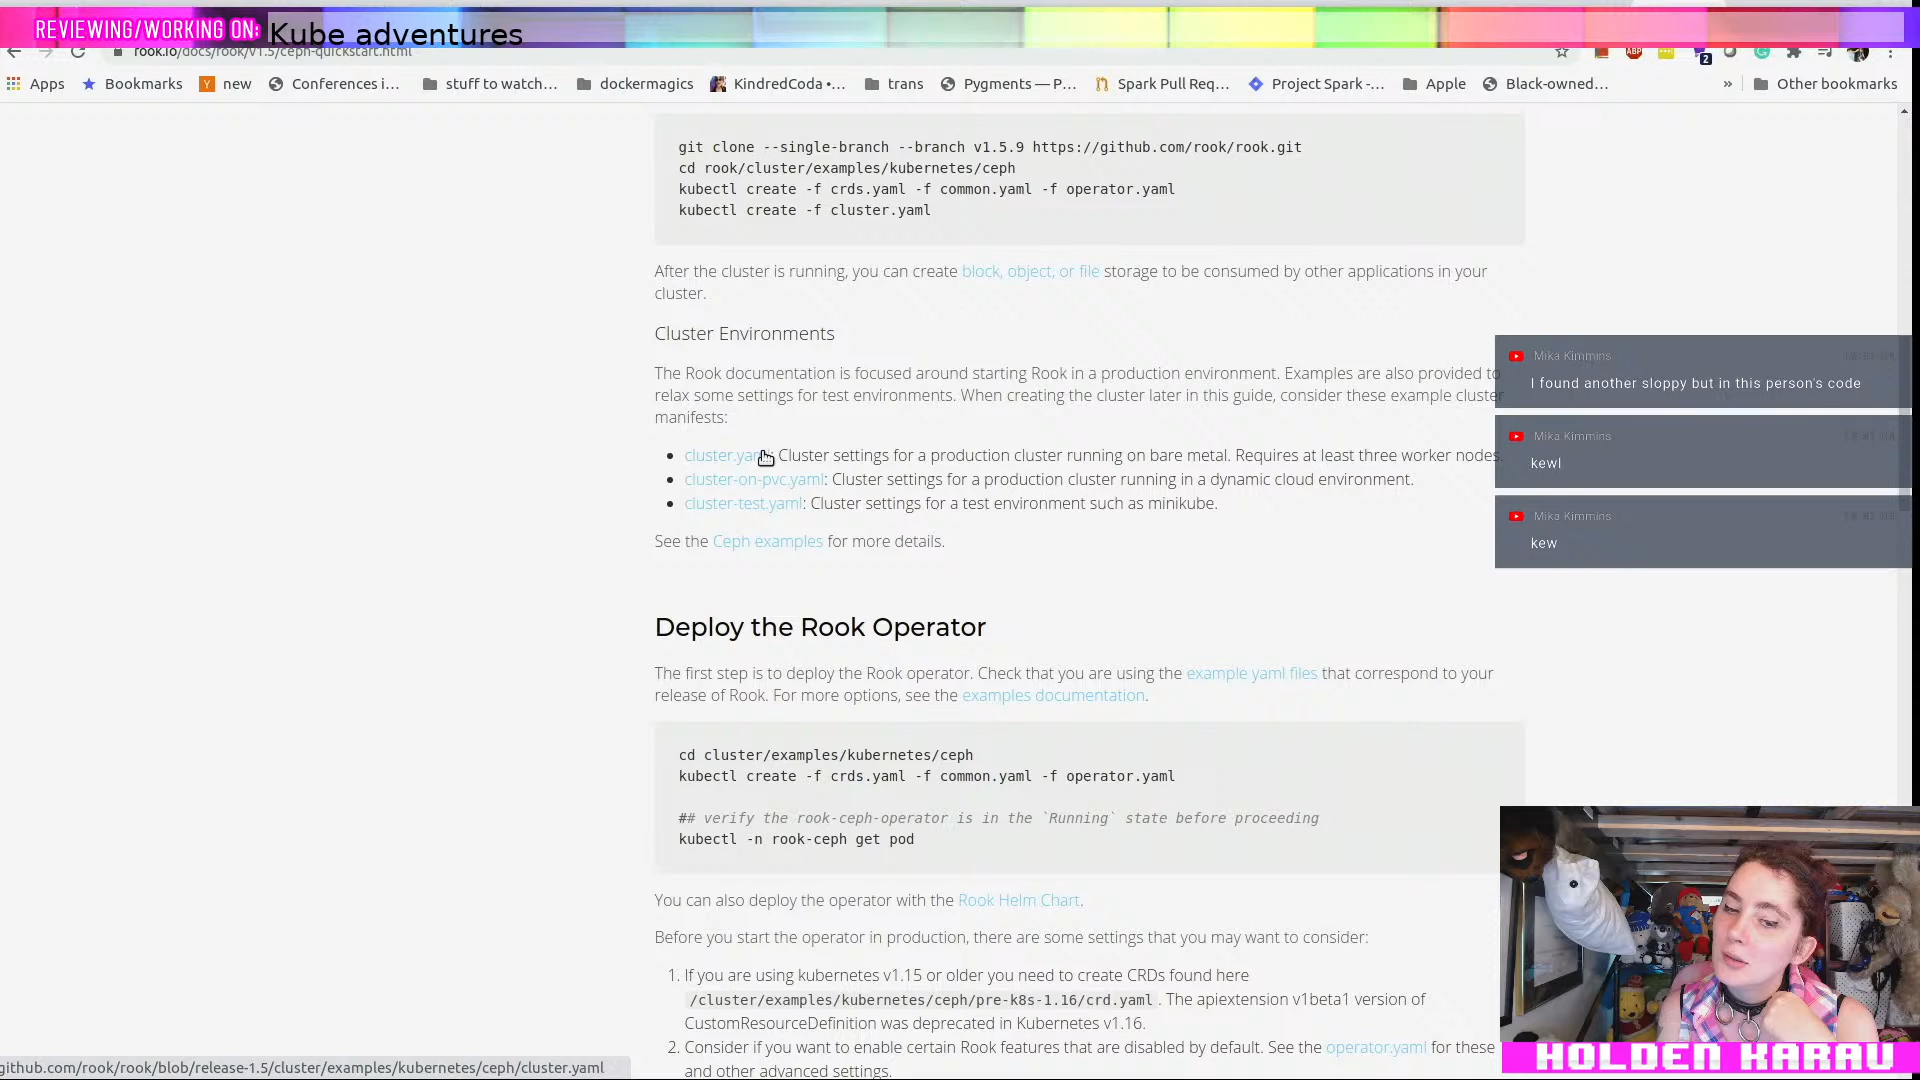 REVIEWING/WORKING ON: Kube adventures
rook.io/docs/rook/v1.5/ceph-quickstart.html
ABP
2
Apps Bookmarks new Conferences i... stuff to watch... dockermagics KindredCoda •... trans Pygments — P... Spark Pull Req... Project Spark -... Apple Black-owned... » Other bookmarks
git clone --single-branch --branch v1.5.9 https://github.com/rook/rook.git
cd rook/cluster/examples/kubernetes/ceph
kubectl create -f crds.yaml -f common.yaml -f operator.yaml
kubectl create -f cluster.yaml
After the cluster is running, you can create block, object, or file storage to be consumed by other applications in your
cluster.
Cluster Environments
The Rook documentation is focused around starting Rook in a production environment. Examples are also provided to
relax some settings for test environments. When creating the cluster later in this guide, consider these example cluster
manifests:
cluster.yaml: Cluster settings for a production cluster running on bare metal. Requires at least three worker nodes.
cluster-on-pvc.yaml: Cluster settings for a production cluster running in a dynamic cloud environment.
cluster-test.yaml: Cluster settings for a test environment such as minikube.
See the Ceph examples for more details.
Mika Kimmins
I found another sloppy but in this person's code
Mika Kimmins
kewl
Mika Kimmins
kew
Deploy the Rook Operator
The first step is to deploy the Rook operator. Check that you are using the example yaml files that correspond to your
release of Rook. For more options, see the examples documentation.
cd cluster/examples/kubernetes/ceph
kubectl create -f crds.yaml -f common.yaml -f operator.yaml
## verify the rook-ceph-operator is in the `Running` state before proceeding
kubectl -n rook-ceph get pod
You can also deploy the operator with the Rook Helm Chart.
Before you start the operator in production, there are some settings that you may want to consider:
1. If you are using kubernetes v1.15 or older you need to create CRDs found here
/cluster/examples/kubernetes/ceph/pre-k8s-1.16/crd.yaml . The apiextension v1beta1 version of
CustomResourceDefinition was deprecated in Kubernetes v1.16.
2. Consider if you want to enable certain Rook features that are disabled by default. See the operator.yaml for these
and other advanced settings.
github.com/rook/rook/blob/release-1.5/cluster/examples/kubernetes/ceph/cluster.yaml
HOLDEN KARAU